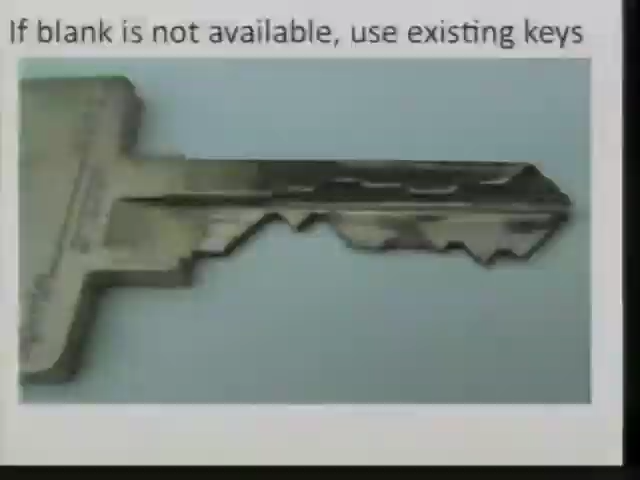 If blank is not available, use existing keys